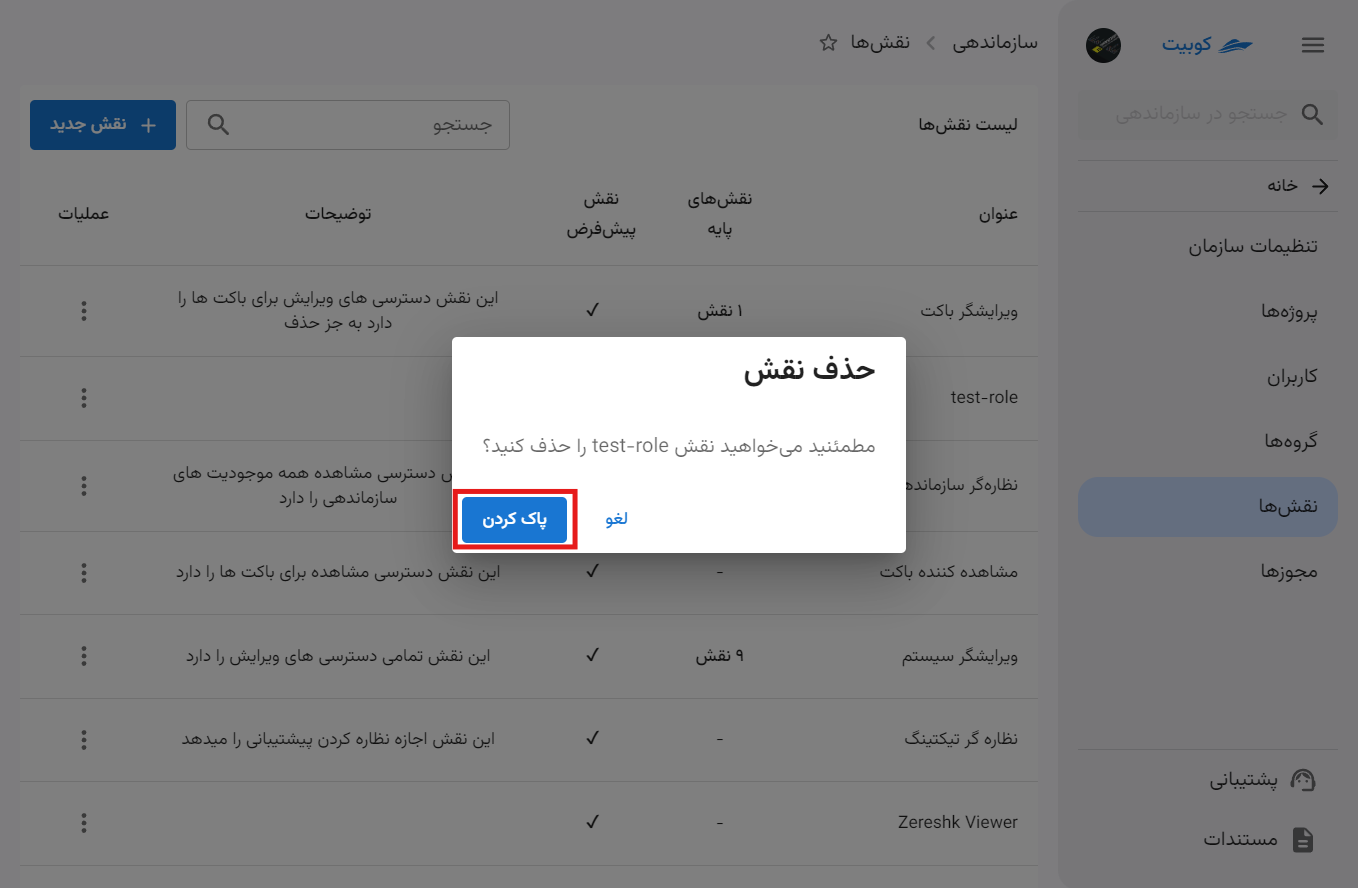 کوبیت
جستجو در سازماندهی
خانه
تنظیمات سازمان
پروژه‌ها
کاربران
گروه‌ها
نقش‌ها
مجوزها
پشتیبانی
مستندات
سازماندهی > نقش‌ها
لیست نقش‌ها
جستجو
+ نقش جدید
عنوان
نقش‌های
پایه
نقش
پیش‌فرض
توضیحات
عملیات
ویرایشگر باکت
۱ نقش
✓
این نقش دسترسی های ویرایش برای باکت ها را
دارد به جز حذف
test-role
نظاره‌گر سازماندهی
دسترسی مشاهده همه موجودیت های
سازماندهی را دارد
مشاهده کننده باکت
-
✓
این نقش دسترسی مشاهده برای باکت ها را دارد
ویرایشگر سیستم
۹ نقش
✓
این نقش تمامی دسترسی های ویرایش را دارد
نظاره گر تیکتینگ
-
✓
این نقش اجازه نظاره کردن پیشتیبانی را میدهد
Zereshk Viewer
-
✓
حذف نقش
مطمئنید می‌خواهید نقش test-role را حذف کنید؟
لغو
پاک کردن